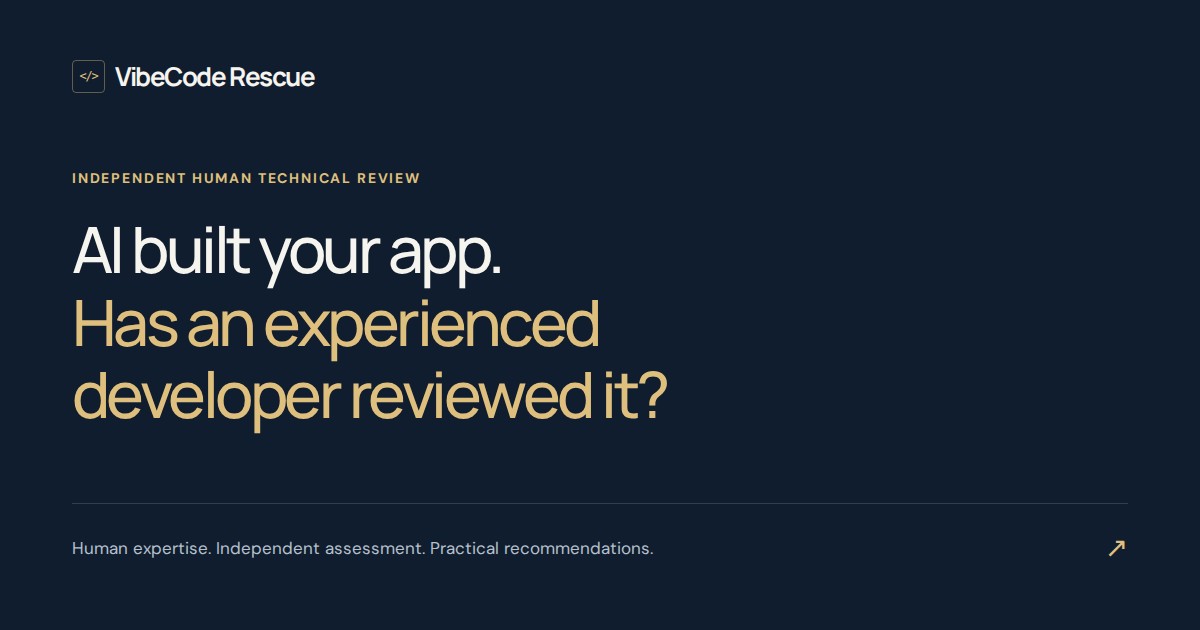 </> VibeCode Rescue
INDEPENDENT HUMAN TECHNICAL REVIEW
AI built your app.
Has an experienced
developer reviewed it?
Human expertise. Independent assessment. Practical recommendations. ↗